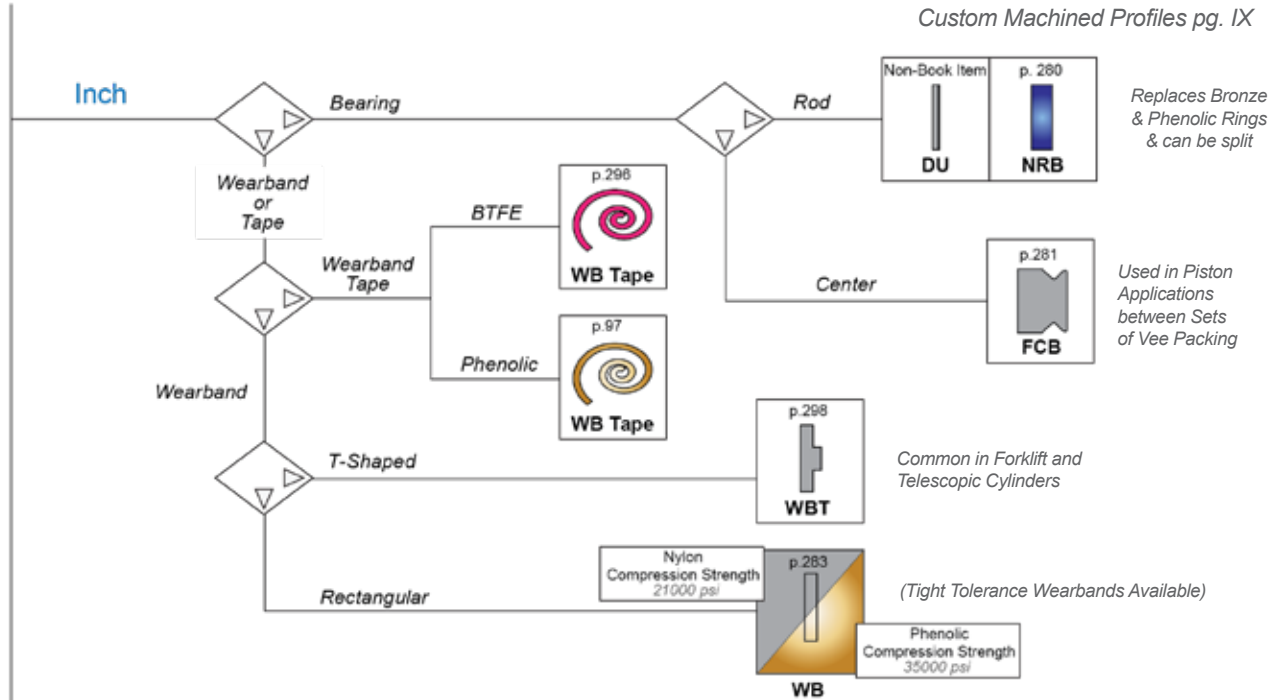 Custom Machined Profiles pg. IX
Inch
Bearing
Rod
Non-Book Item
DU
p. 280
NRB
Replaces Bronze
& Phenolic Rings
& can be split
Wearband
or
Tape
Center
p.281
FCB
Used in Piston
Applications
between Sets
of Vee Packing
Wearband
Tape
BTFE
p.296
WB Tape
Phenolic
p.97
WB Tape
Wearband
T-Shaped
p.298
WBT
Common in Forklift and
Telescopic Cylinders
Rectangular
Nylon
Compression Strength
21000 psi
p.283
WB
(Tight Tolerance Wearbands Available)
Phenolic
Compression Strength
35000 psi